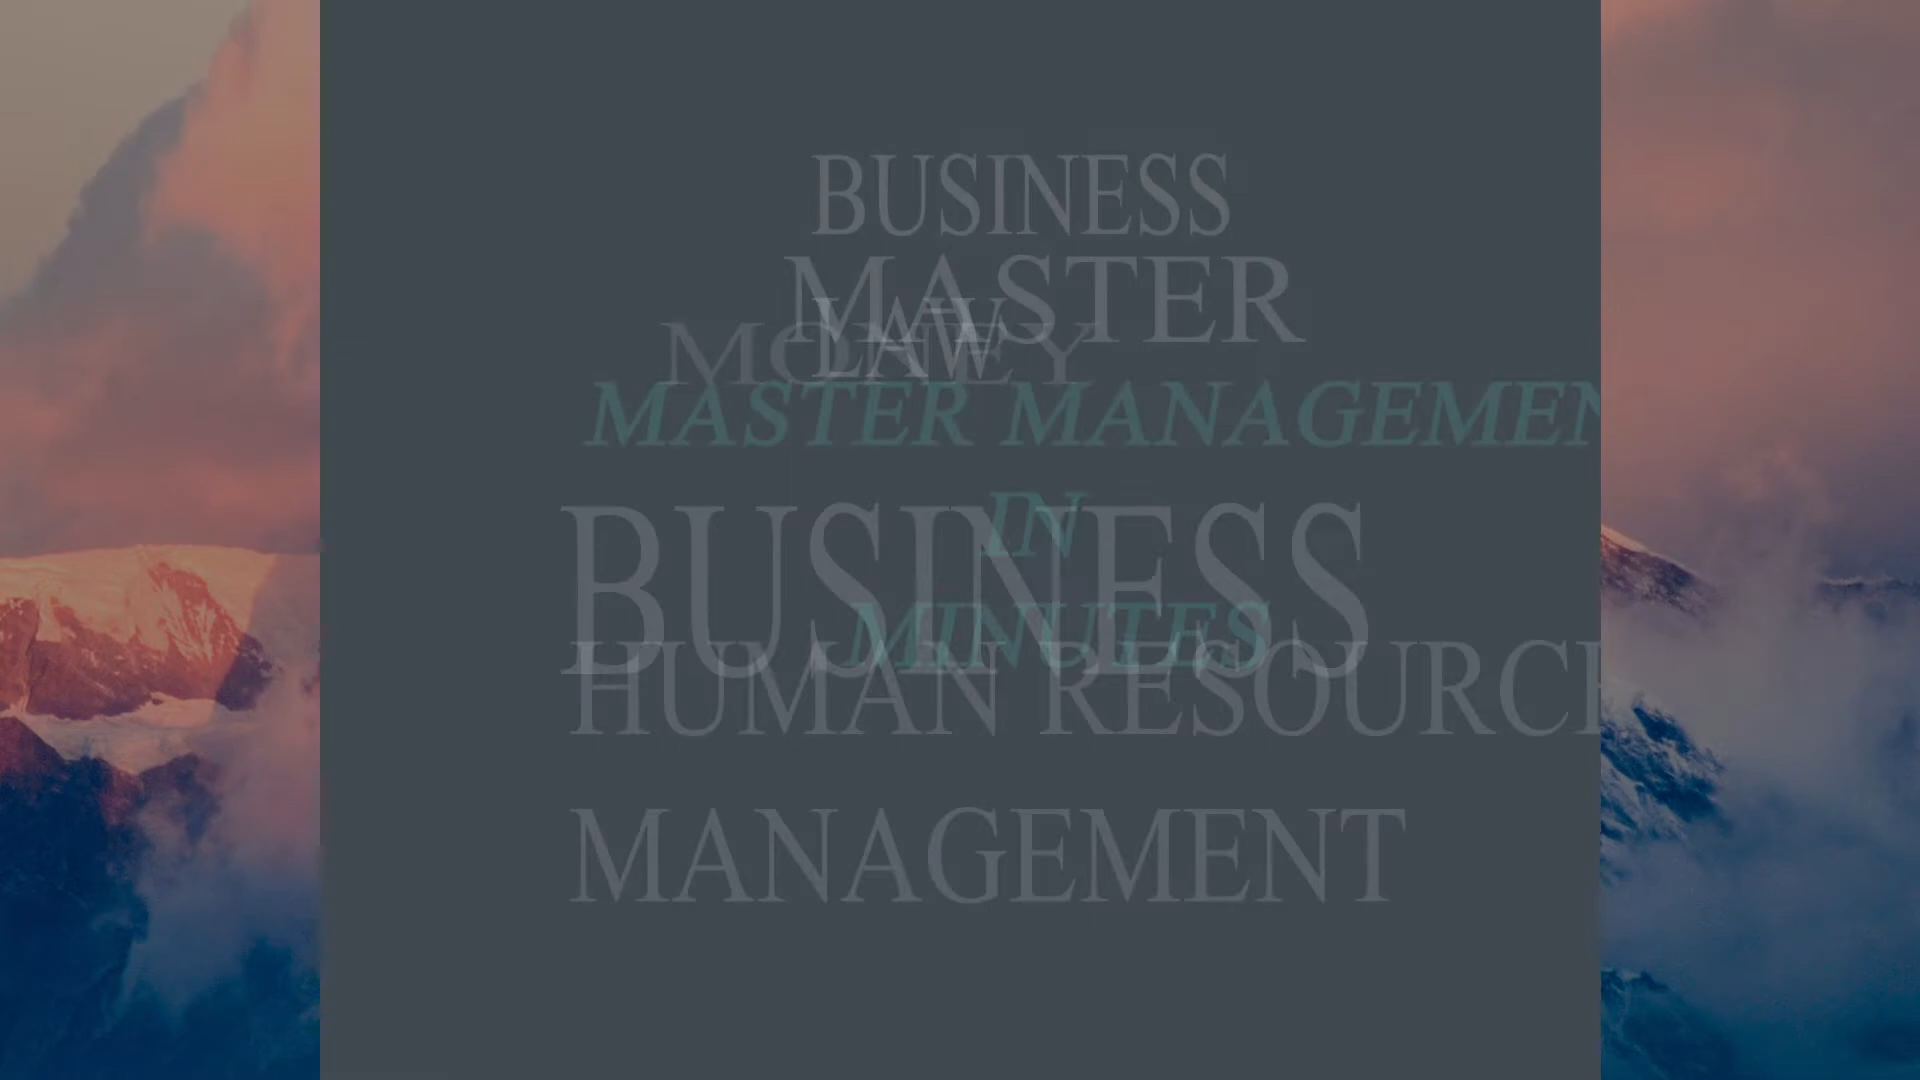 BUSINESS
MASTER
LAW
MONEY
MASTER MANAGEMEN
IN
BUSINESS
MINUTES
HUMAN RESOURC
MANAGEMENT